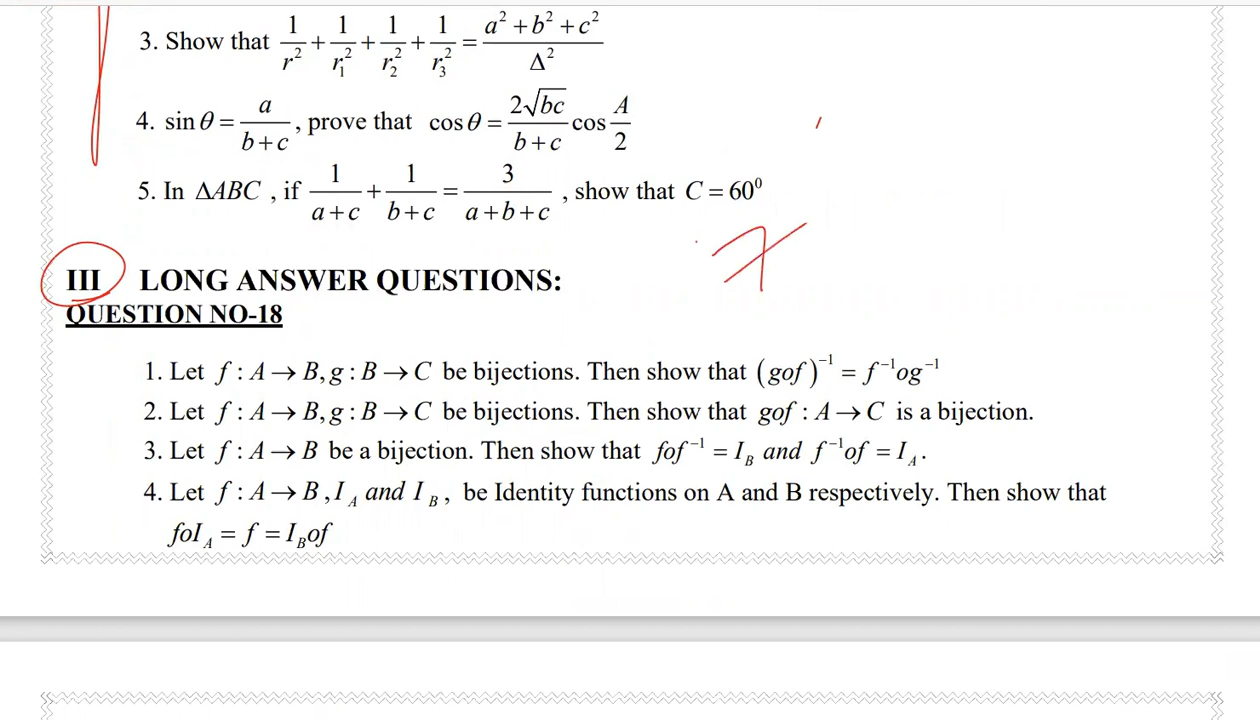 3. Show that 1/r² + 1/r₁² + 1/r₂² + 1/r₃² = (a² + b² + c²)/Δ²
4. sin θ = a/(b+c), prove that cos θ = (2√bc)/(b+c) cos A/2
5. In ΔABC , if 1/(a+c) + 1/(b+c) = 3/(a+b+c) , show that C = 60⁰
III LONG ANSWER QUESTIONS:
QUESTION NO-18
1. Let f : A → B, g : B → C be bijections. Then show that (gof)⁻¹ = f⁻¹og⁻¹
2. Let f : A → B, g : B → C be bijections. Then show that gof : A → C is a bijection.
3. Let f : A → B be a bijection. Then show that fof⁻¹ = I_B and f⁻¹of = I_A.
4. Let f : A → B , I_A and I_B, be Identity functions on A and B respectively. Then show that
foI_A = f = I_Bof